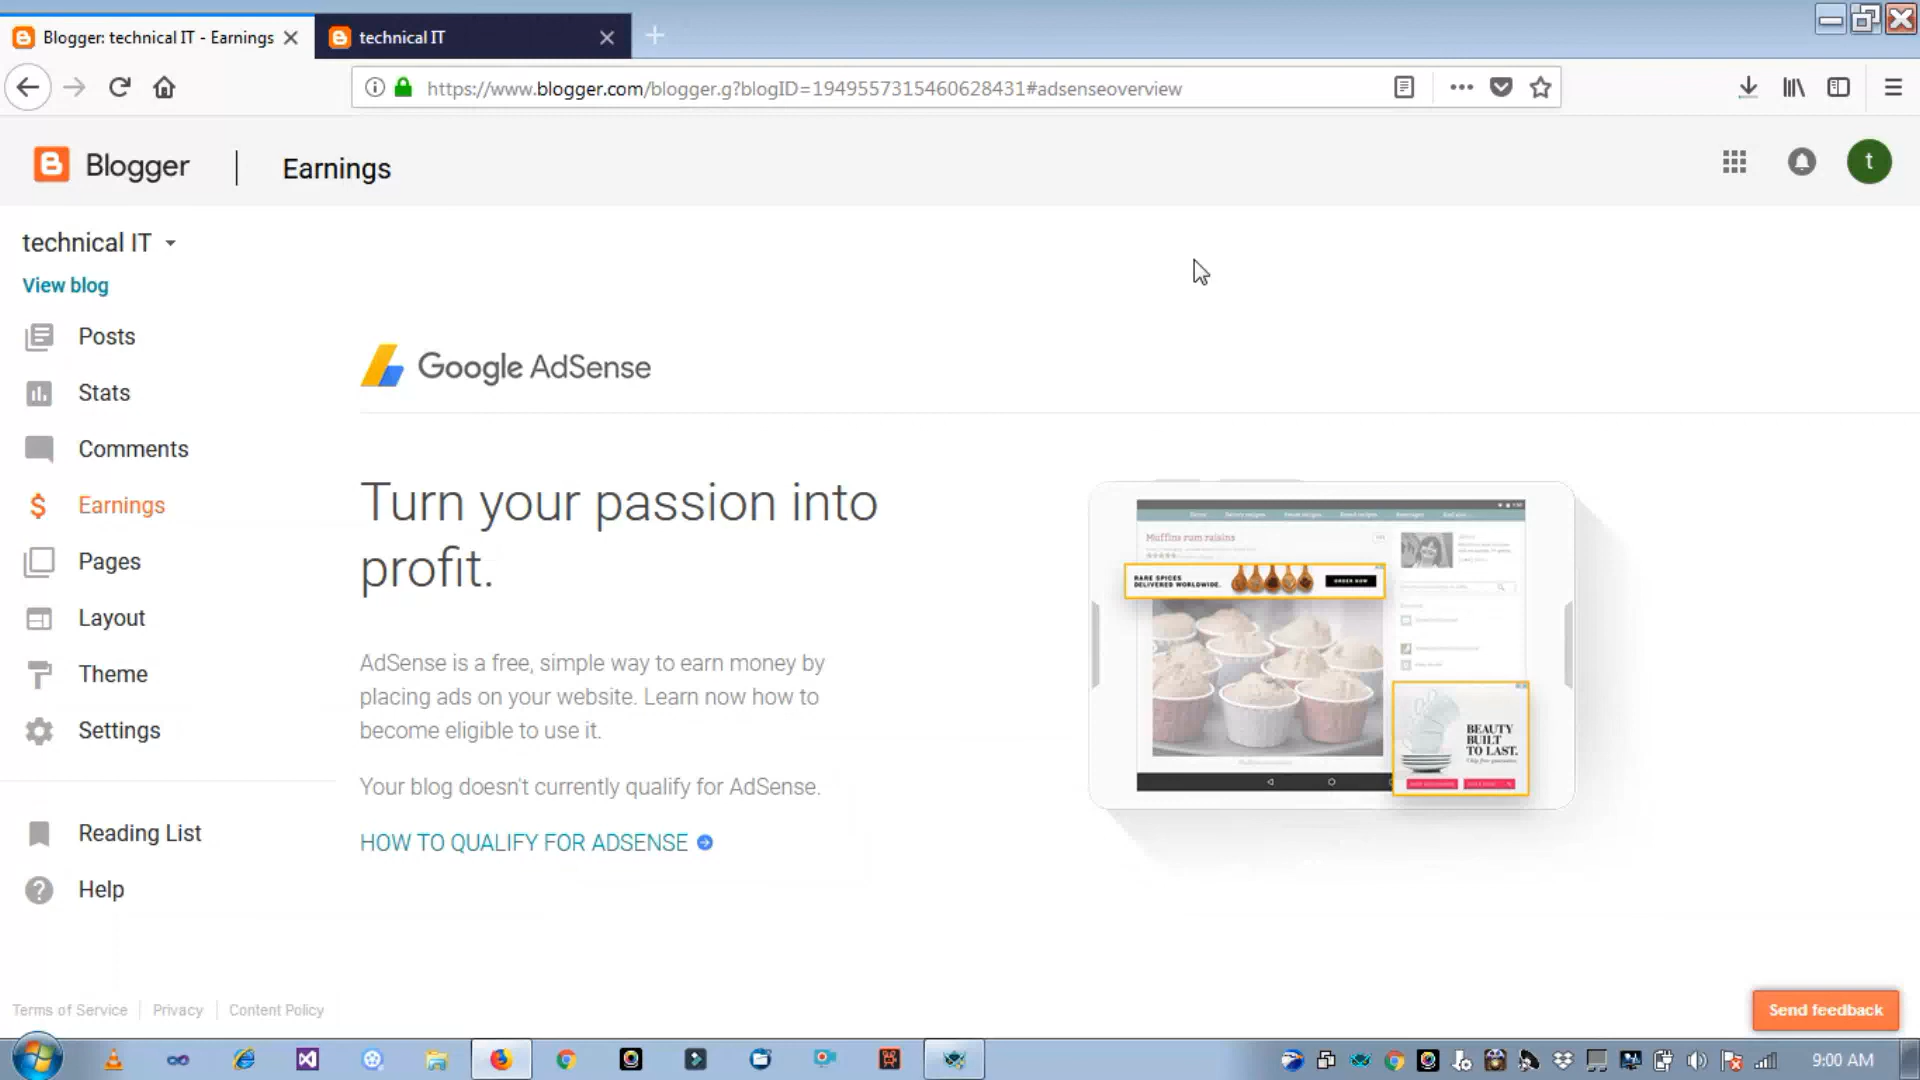 Blogger: technical IT - Earnings
technical IT
https://www.blogger.com/blogger.g?blogID=1949557315460628431#adsenseoverview
Blogger
Earnings
t
technical IT
View blog
Posts
Stats
Comments
Earnings
Pages
Layout
Theme
Settings
Reading List
Help
Google AdSense
Turn your passion into
profit.
AdSense is a free, simple way to earn money by
placing ads on your website. Learn now how to
become eligible to use it.
Your blog doesn't currently qualify for AdSense.
HOW TO QUALIFY FOR ADSENSE
Muffins rum raisins
RARE SPICES
DELIVERED WORLDWIDE.
ORDER NOW
BEAUTY
BUILT
TO LAST.
Terms of Service
Privacy
Content Policy
Send feedback
9:00 AM